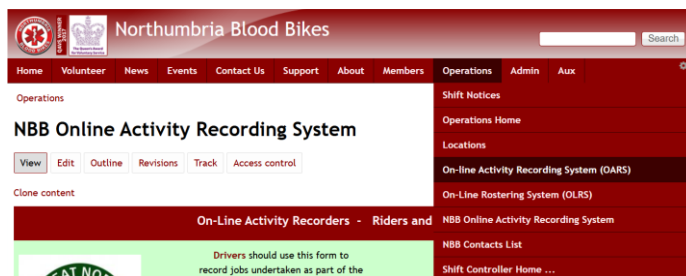 Northumbria Blood Bikes
Search
Home Volunteer News Events Contact Us Support About Members Operations Admin Aux
Operations
NBB Online Activity Recording System
View Edit Outline Revisions Track Access control
Clone content
Shift Notices
Operations Home
Locations
On-line Activity Recording System (OARS)
On-Line Rostering System (OLRS)
NBB Online Activity Recording System
NBB Contacts List
Shift Controller Home ...
On-Line Activity Recorders - Riders and
Drivers should use this form to
record jobs undertaken as part of the